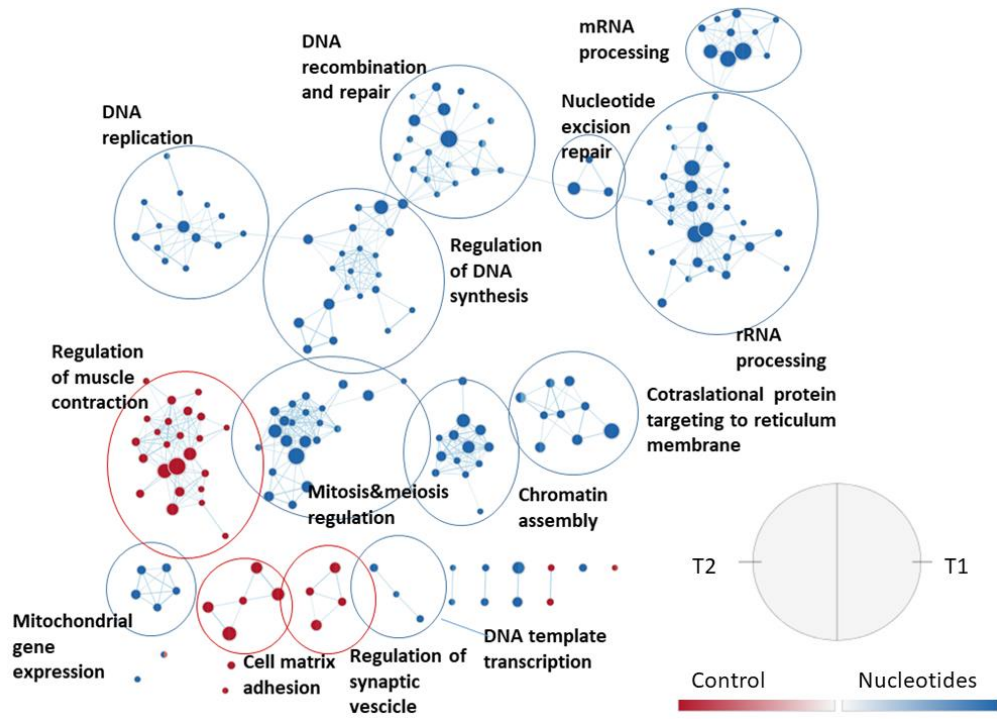 mRNA
processing
DNA
recombination
and repair
Nucleotide
excision
repair
DNA
replication
Regulation
of DNA
synthesis
rRNA
processing
Regulation
of muscle
contraction
Cotraslational protein
targeting to reticulum
membrane
Mitosis&meiosis
regulation
Chromatin
assembly
T2
T1
Mitochondrial
gene
expression
Cell matrix
adhesion
Regulation of
synaptic
vescicle
DNA template
transcription
Control
Nucleotides